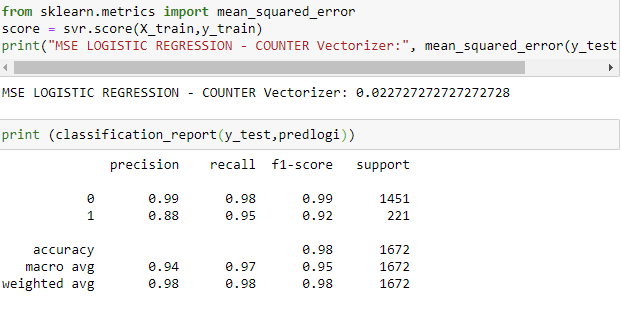 from sklearn.metrics import mean_squared_error
score = svr.score(X_train,y_train)
print("MSE LOGISTIC REGRESSION - COUNTER Vectorizer:", mean_squared_error(y_test
MSE LOGISTIC REGRESSION - COUNTER Vectorizer: 0.022727272727272728
print (classification_report(y_test,predlogi))
precision recall f1-score support
0 0.99 0.98 0.99 1451
1 0.88 0.95 0.92 221
accuracy 0.98 1672
macro avg 0.94 0.97 0.95 1672
weighted avg 0.98 0.98 0.98 1672